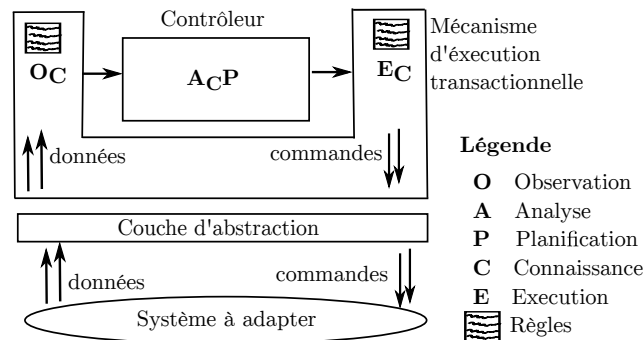 Contrôleur
Mécanisme
d'éxecution
transactionnelle
OC
ACP
EC
données
commandes
Couche d'abstraction
données
commandes
Système à adapter
Légende
O Observation
A Analyse
P Planification
C Connaissance
E Execution
Règles